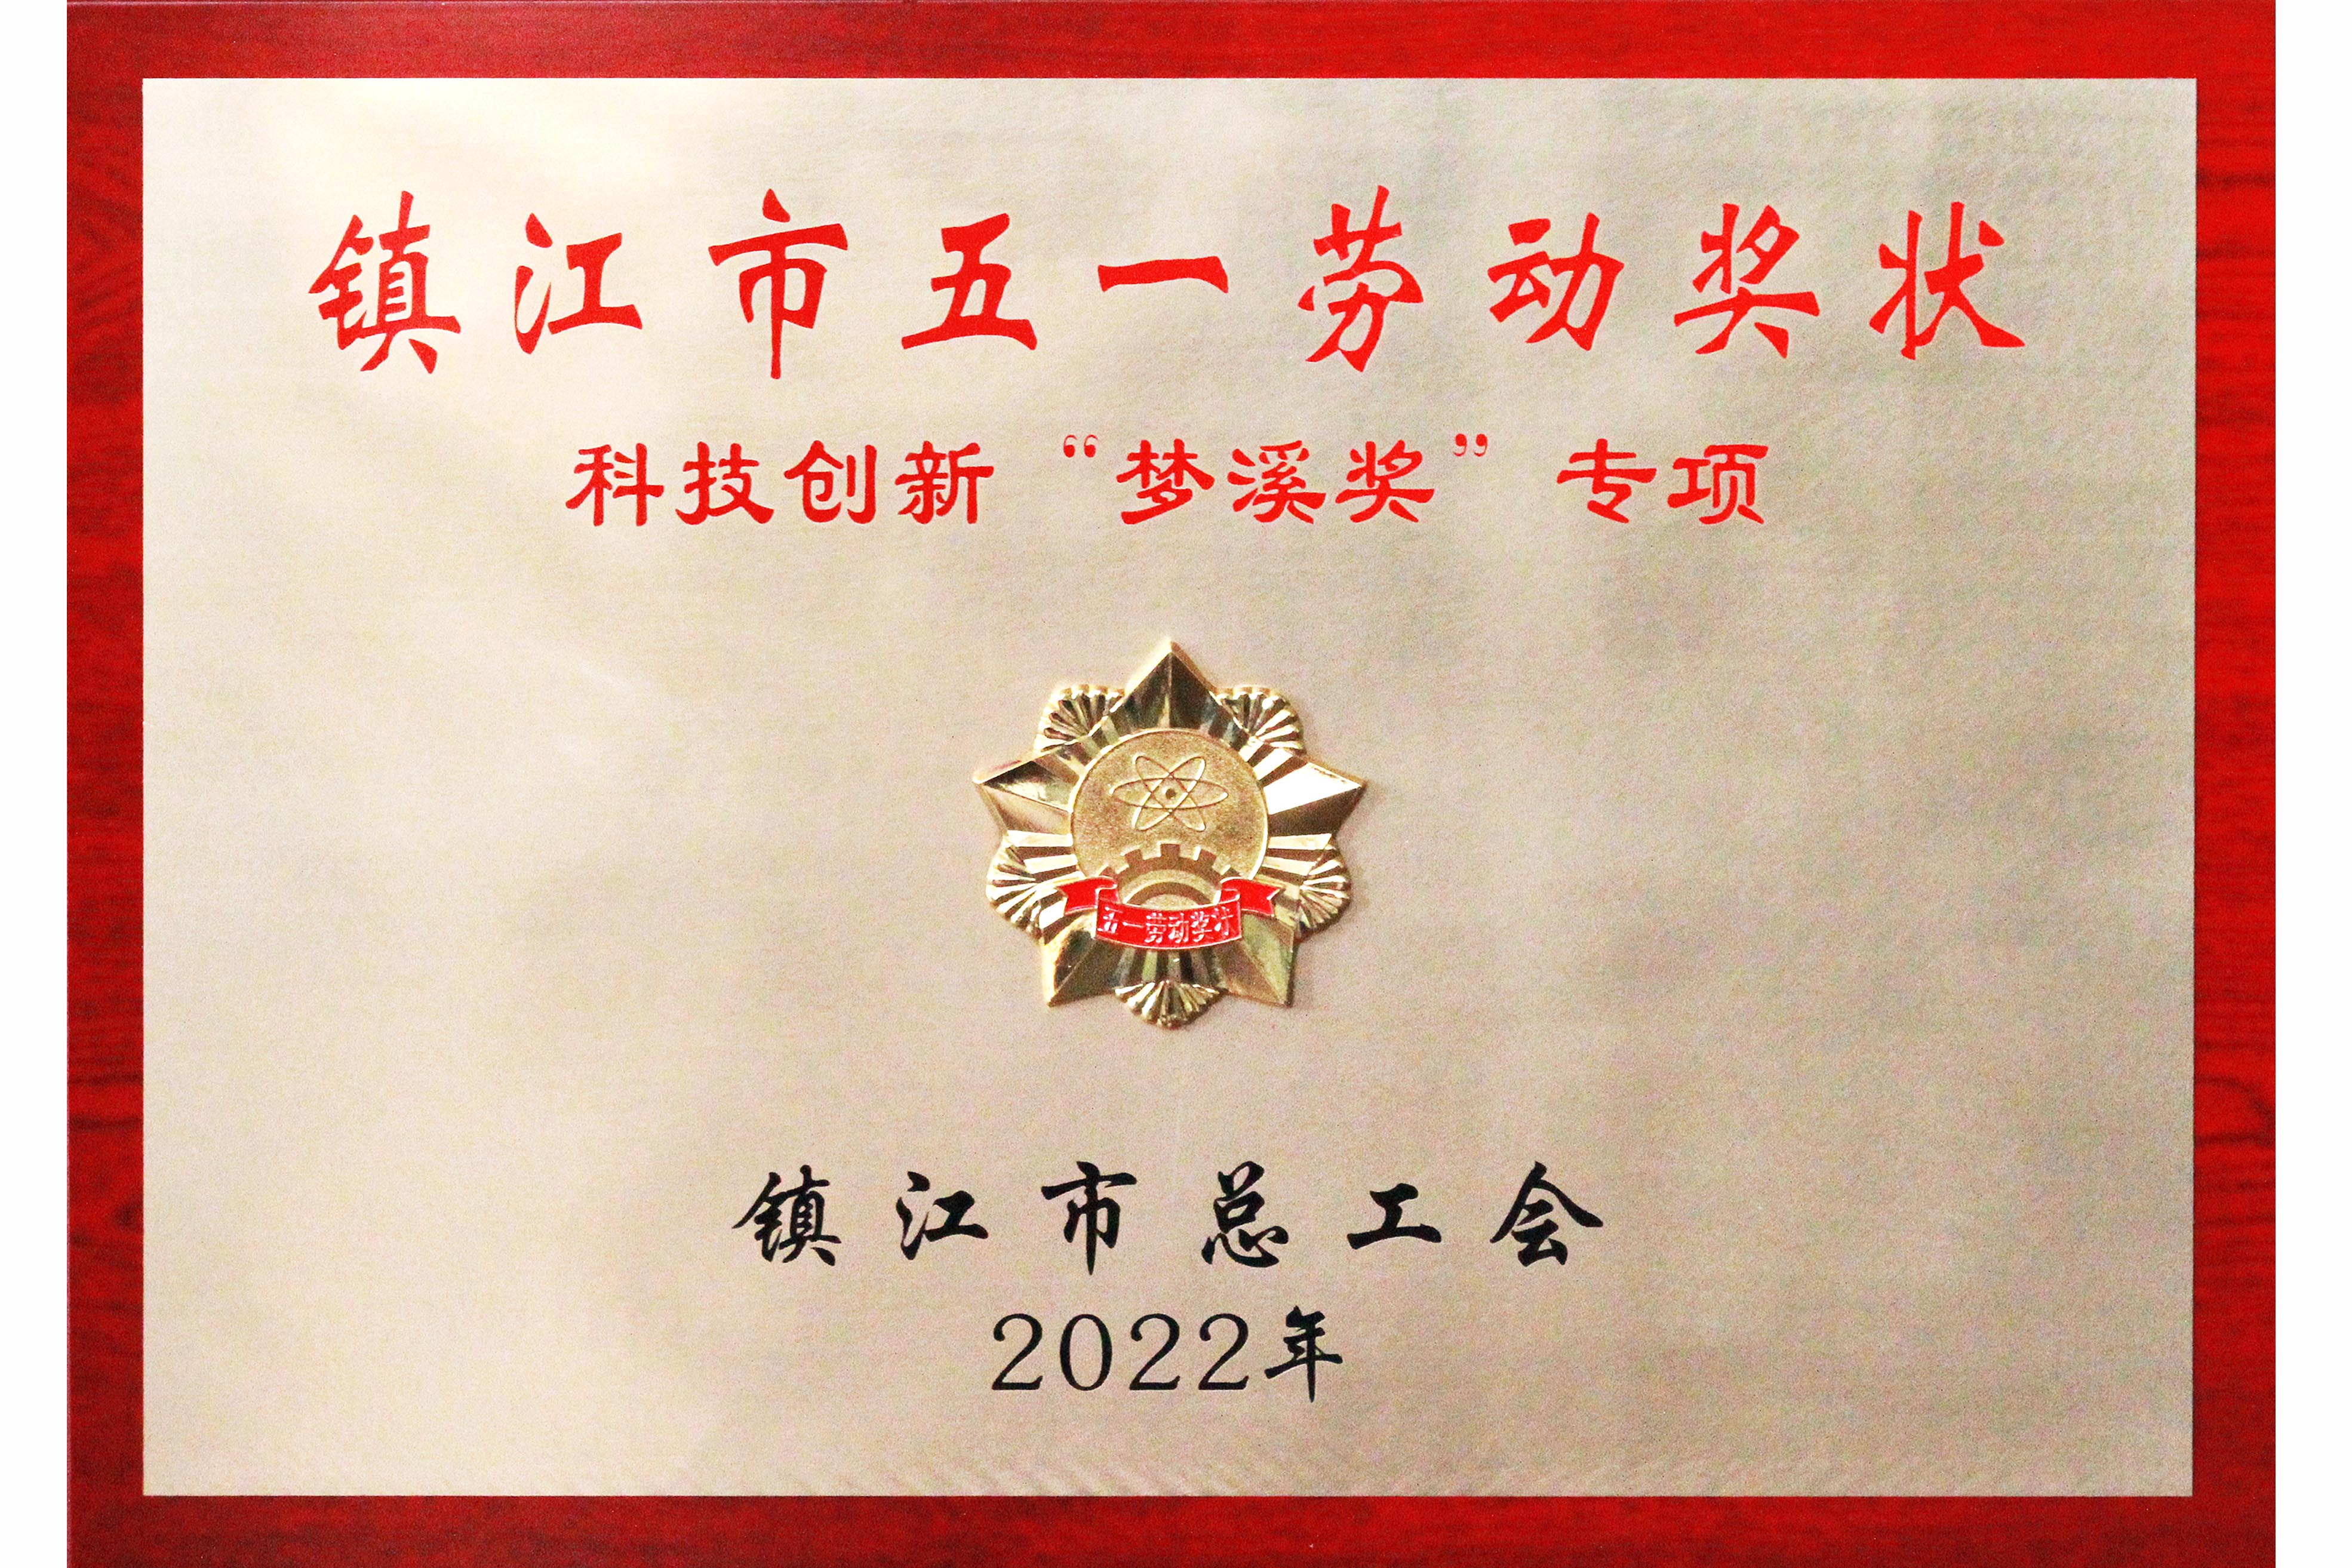 镇江市五一劳动奖状
科技创新“梦溪奖”专项
五一劳动奖状
镇江市总工会
2022年